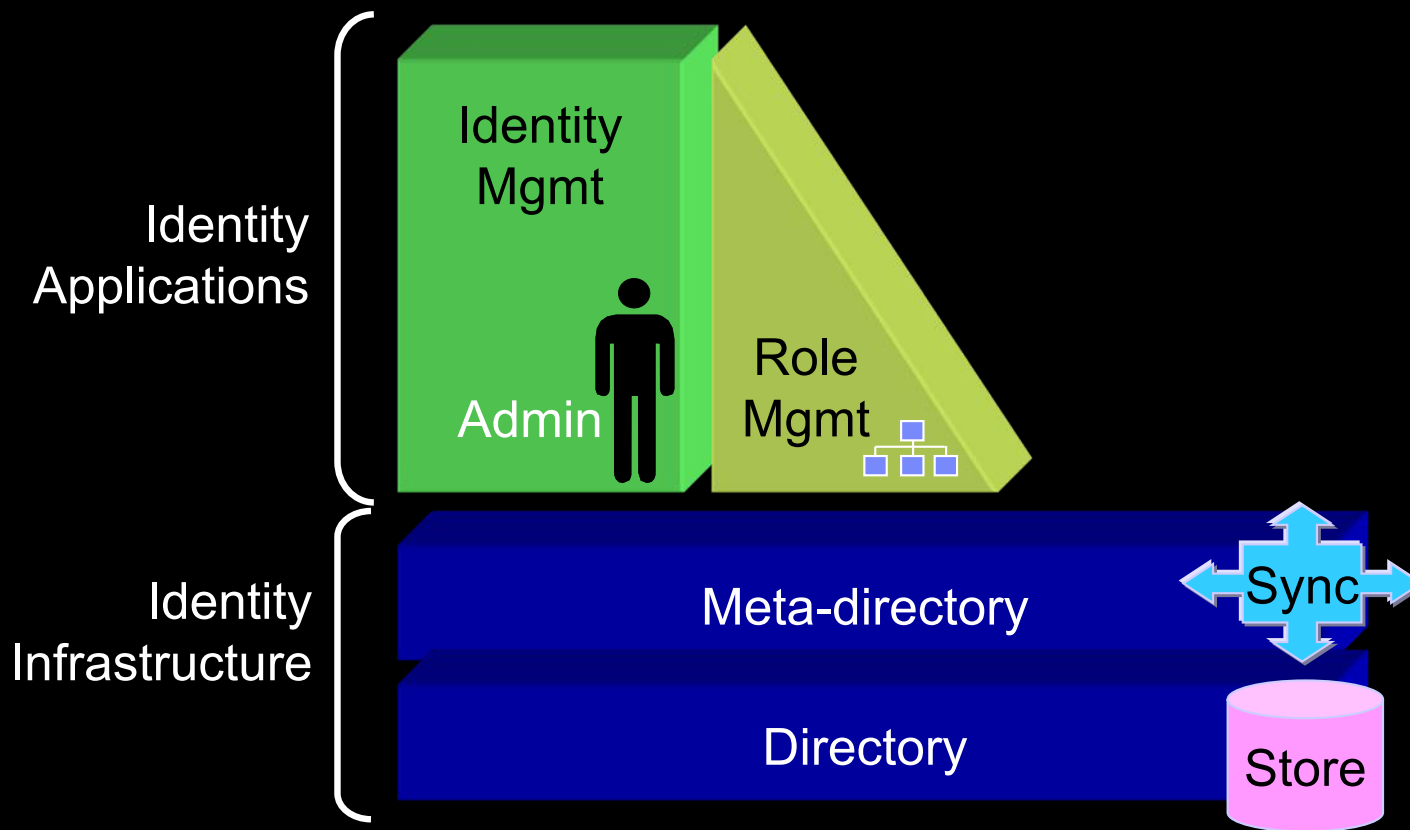 Identity
Mgmt
Admin
Role
Mgmt
Identity
Applications
Identity
Infrastructure
Meta-directory
Sync
Directory
Store